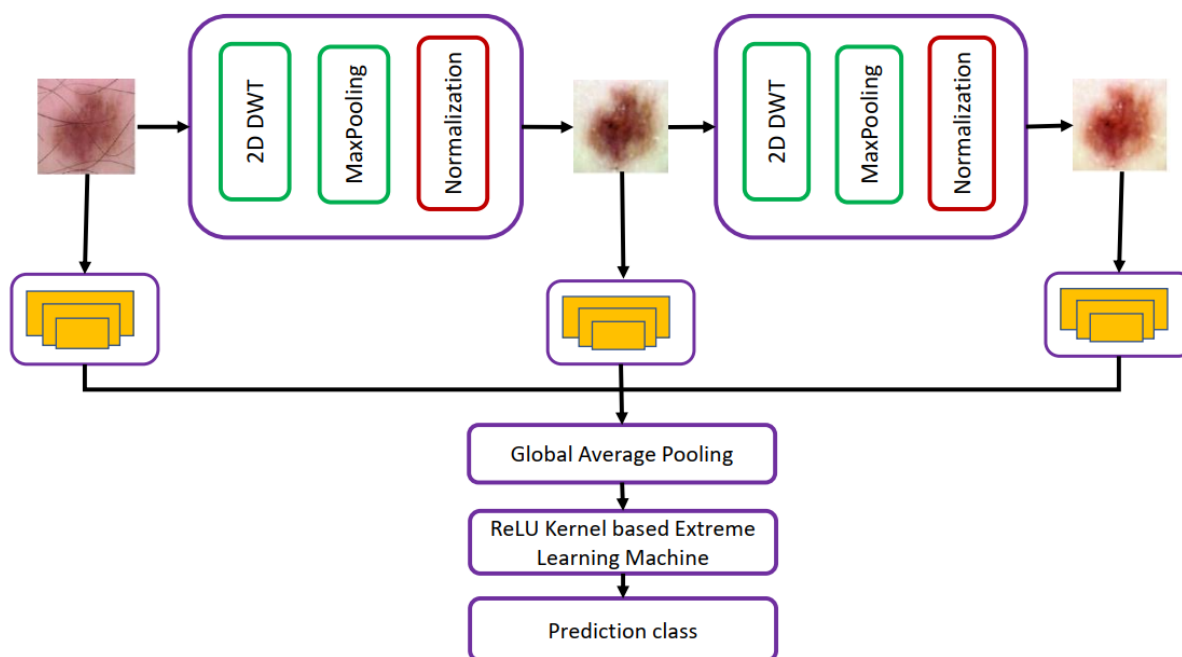 2D DWT
MaxPooling
Normalization
2D DWT
MaxPooling
Normalization
Global Average Pooling
ReLU Kernel based Extreme
Learning Machine
Prediction class